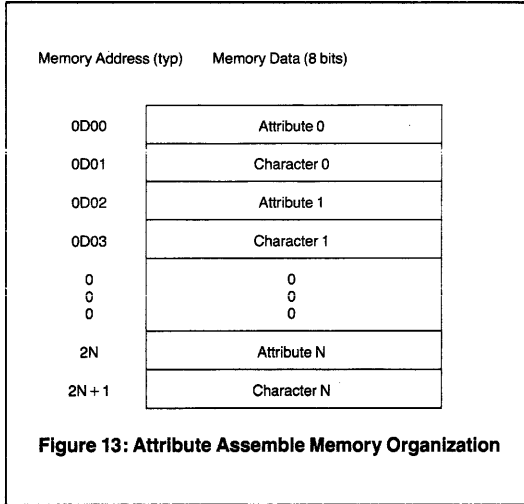 Memory Address (typ) Memory Data (8 bits)
0D00 Attribute 0
0D01 Character 0
0D02 Attribute 1
0D03 Character 1
0 0
0 0
0 0
2N Attribute N
2N + 1 Character N
Figure 13: Attribute Assemble Memory Organization